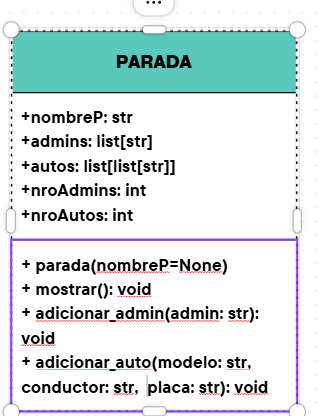 PARADA
+nombreP: str
+admins: list[str]
+autos: list[list[str]]
+nroAdmins: int
+nroAutos: int
+ parada(nombreP=None)
+ mostrar(): void
+ adicionar_admin(admin: str):
void
+ adicionar_auto(modelo: str,
conductor: str, placa: str): void